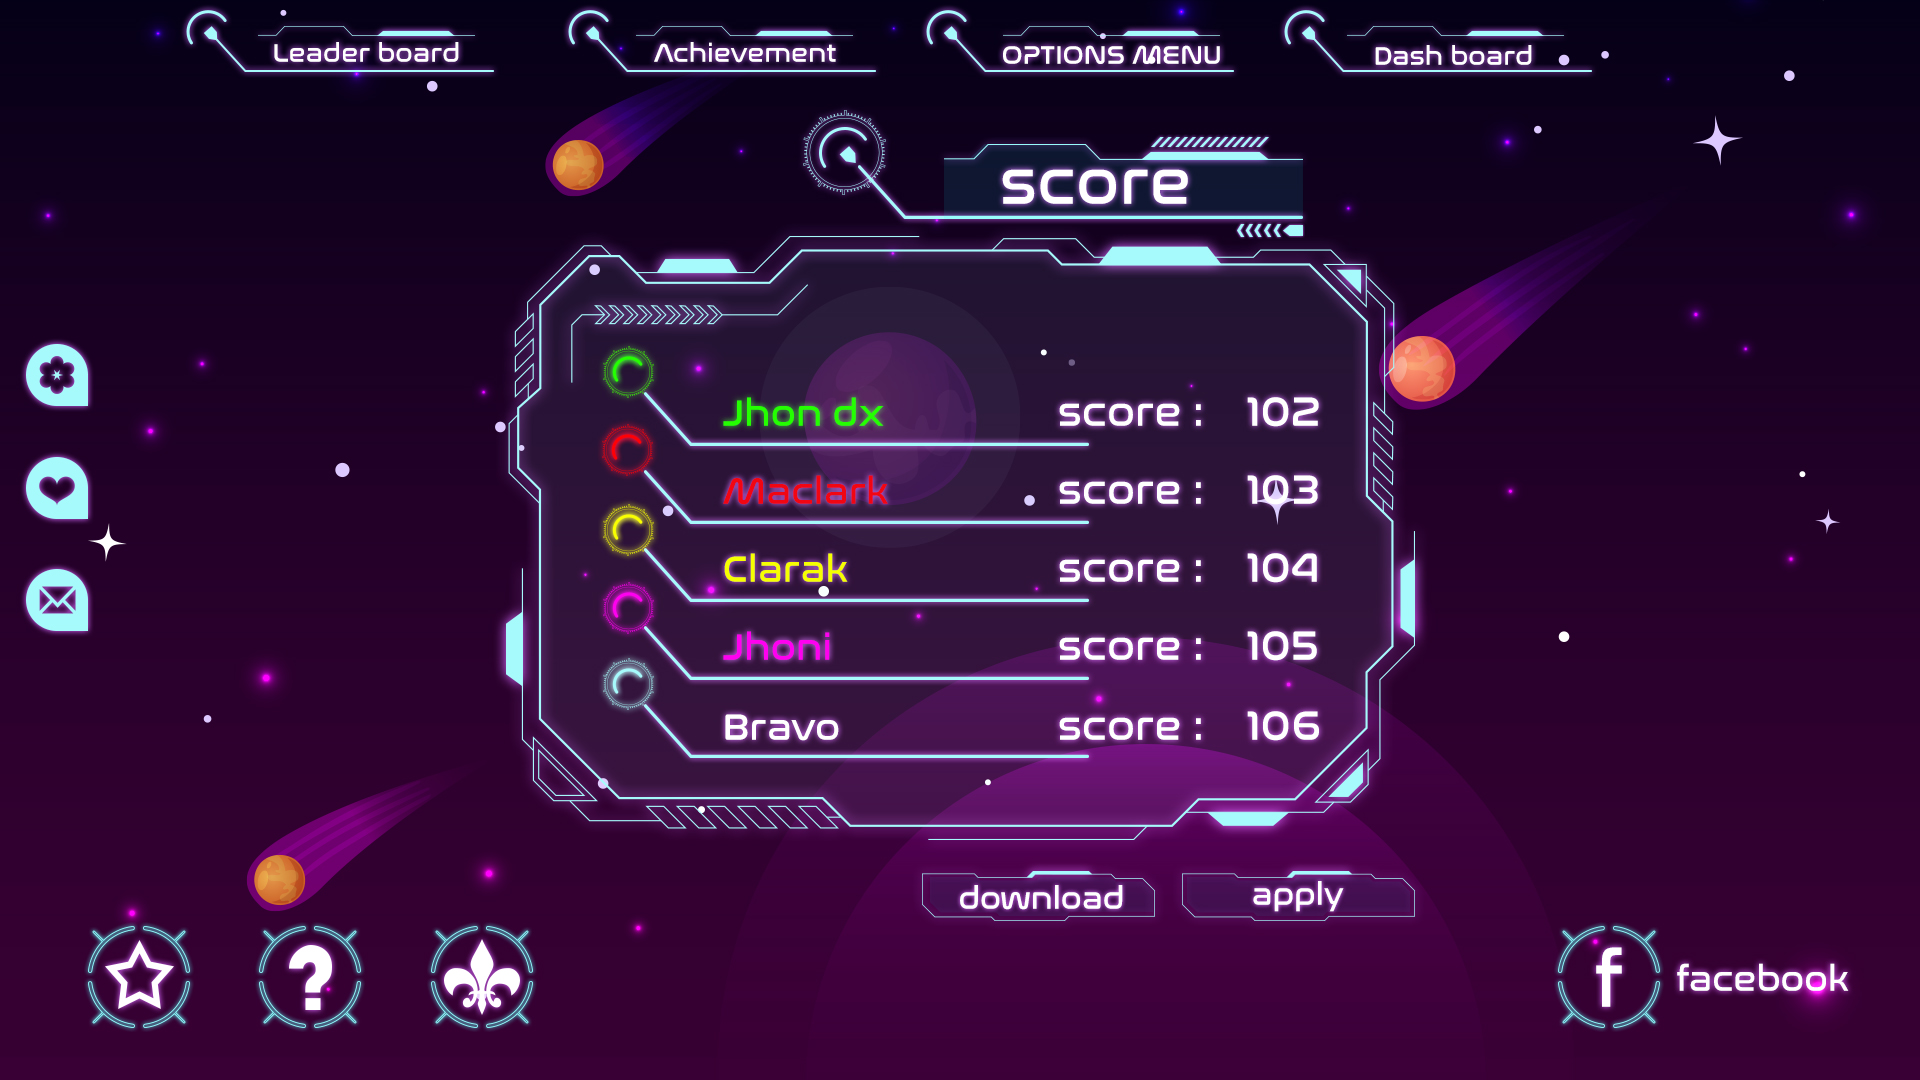 Leader board
Achievement
OPTIONS MENU
Dash board
score
Jhon dx score : 102
Maclark score : 103
Clarak score : 104
Jhoni score : 105
Bravo score : 106
download
apply
f facebook